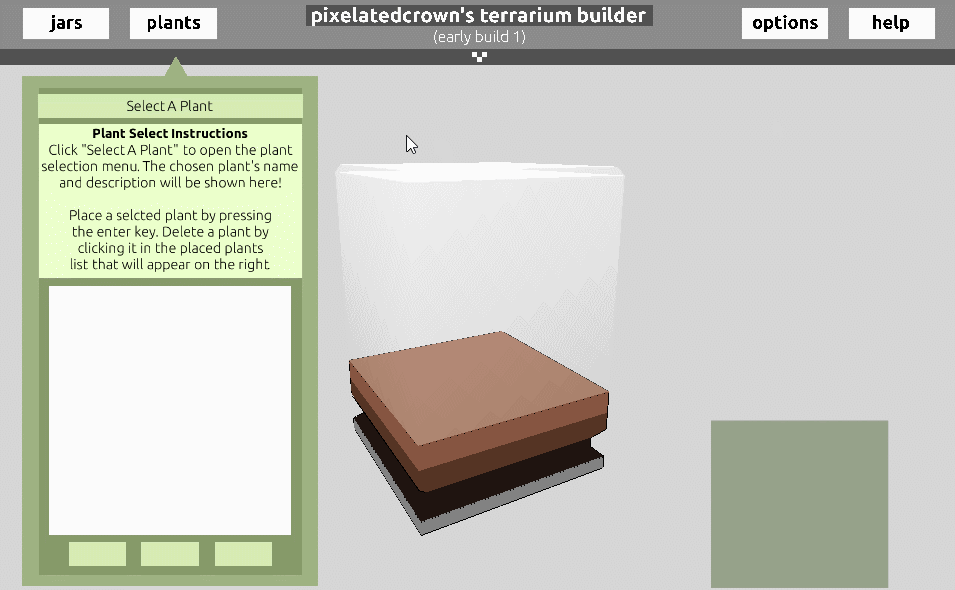 jars
plants
pixelatedcrown's terrarium builder
(early build 1)
options
help
Select A Plant
Plant Select Instructions
Click "Select A Plant" to open the plant
selection menu. The chosen plant's name
and description will be shown here!
Place a selcted plant by pressing
the enter key. Delete a plant by
clicking it in the placed plants
list that will appear on the right.